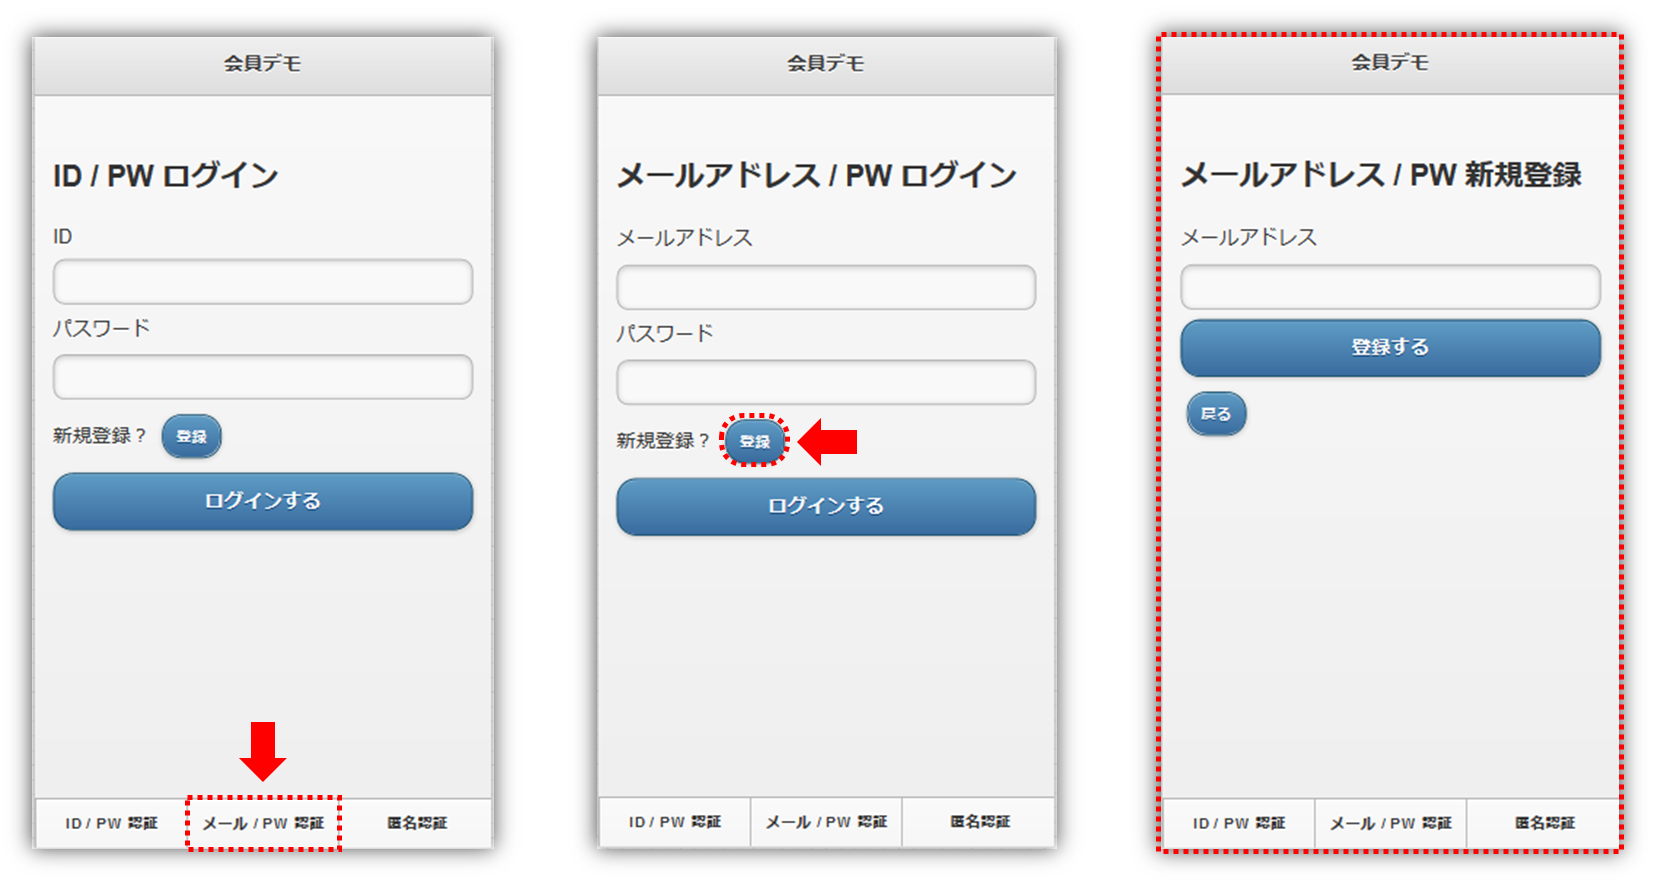 会員デモ
ID / PW ログイン
ID
パスワード
新規登録？ 登録
ログインする
ID / PW 認証 メール / PW 認証 匿名認証
会員デモ
メールアドレス / PW ログイン
メールアドレス
パスワード
新規登録？ 登録
ログインする
ID / PW 認証 メール / PW 認証 匿名認証
会員デモ
メールアドレス / PW 新規登録
メールアドレス
登録する
戻る
ID / PW 認証 メール / PW 認証 匿名認証